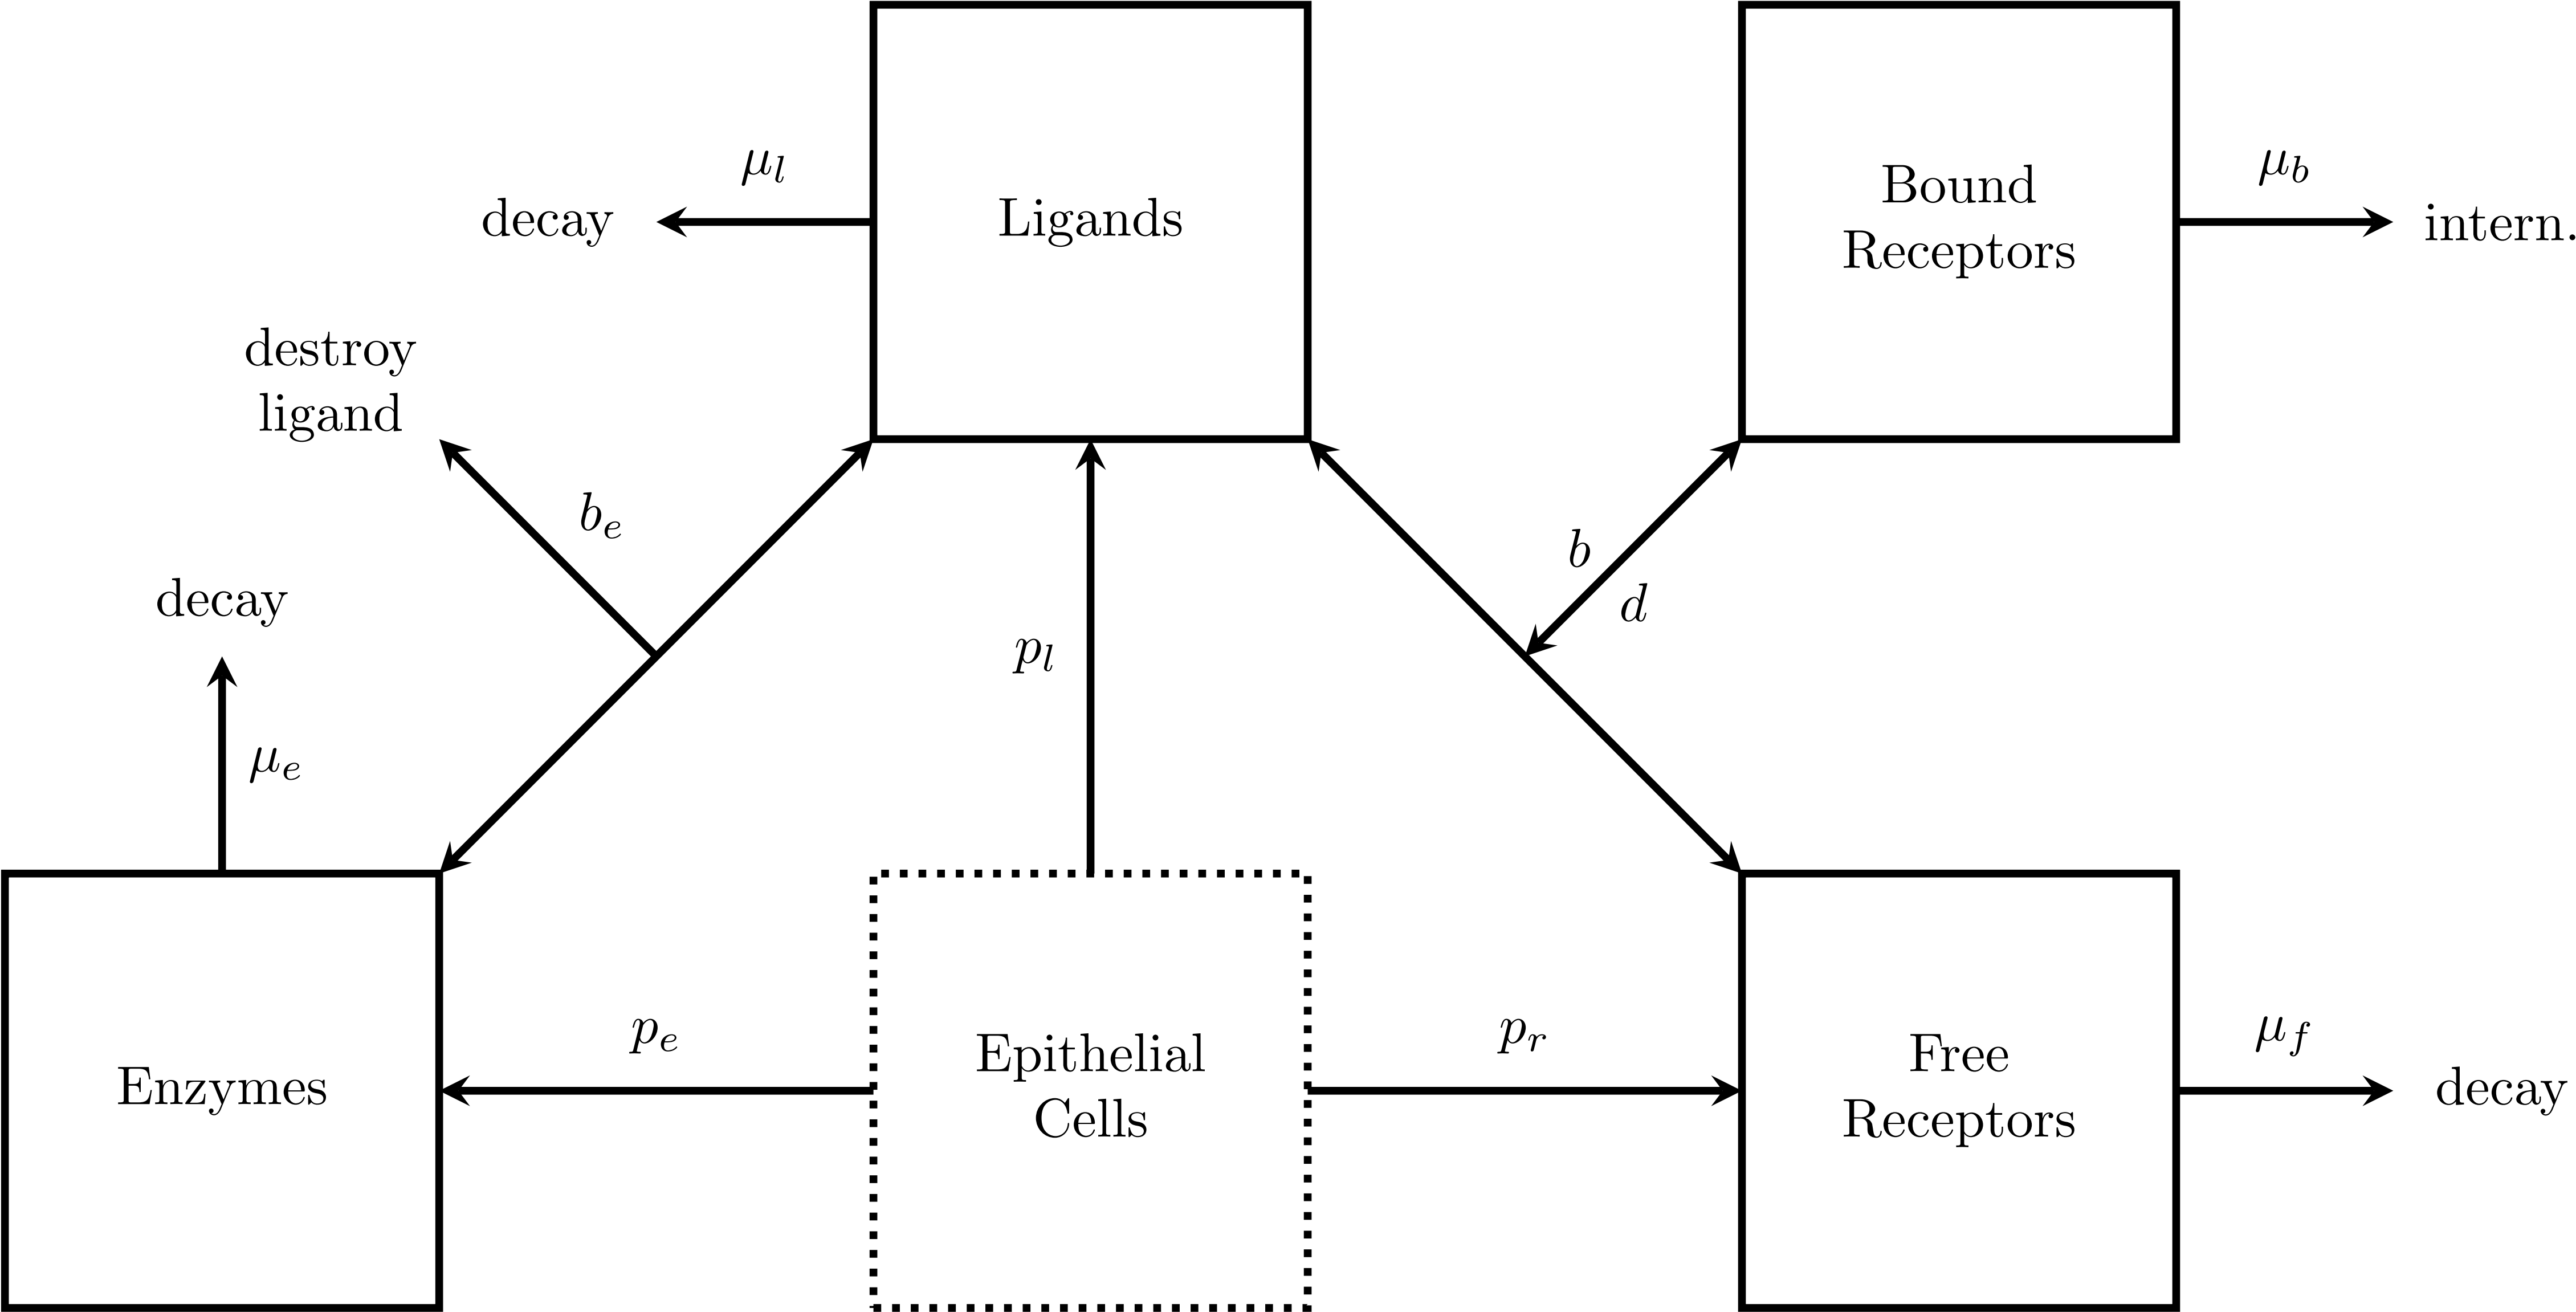 μ_l
decay
Ligands
Bound
Receptors
μ_b
intern.
destroy
ligand
b_e
b
d
decay
p_l
μ_e
Enzymes
p_e
Epithelial
Cells
p_r
Free
Receptors
μ_f
decay